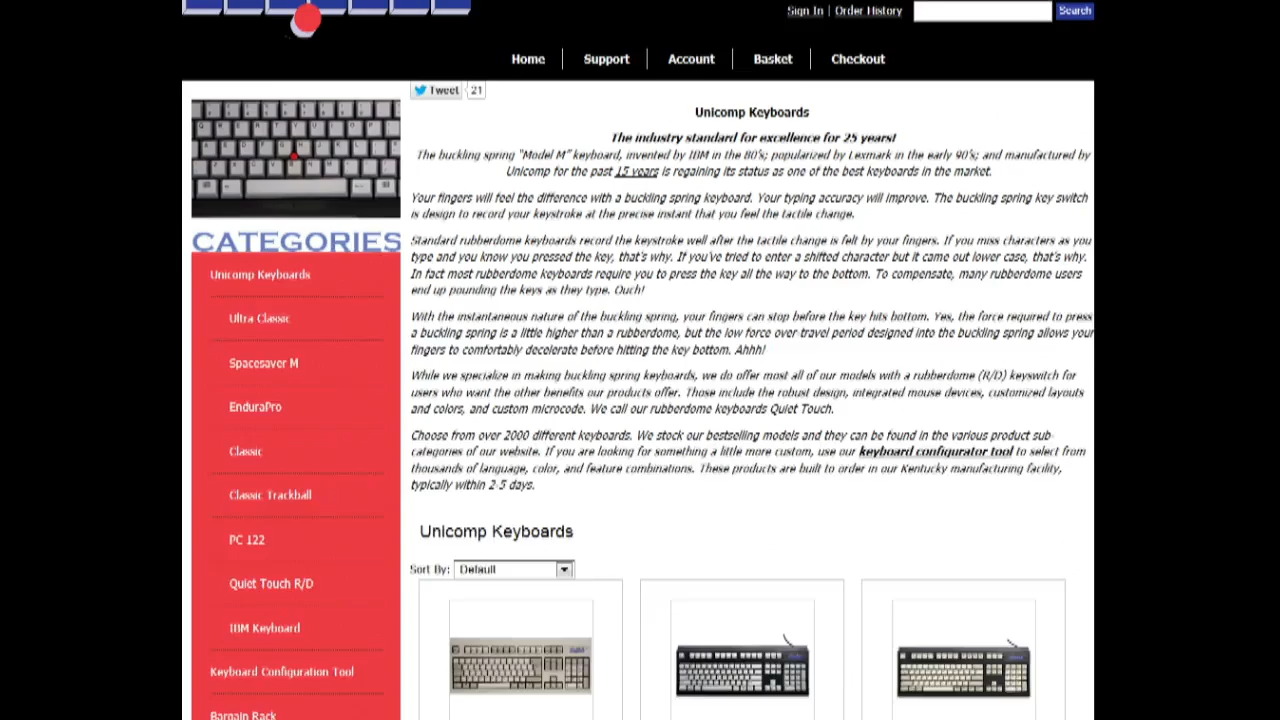 Sign In | Order History
Search
Home
Support
Account
Basket
Checkout
Tweet
21
CATEGORIES
Unicomp Keyboards
Ultra Classic
Spacesaver M
EnduraPro
Classic
Classic Trackball
PC 122
Quiet Touch R/D
IBM Keyboard
Keyboard Configuration Tool
Bargain Rack
Unicomp Keyboards
The industry standard for excellence for 25 years!
The buckling spring "Model M" keyboard, invented by IBM in the 80's; popularized by Lexmark in the early 90's; and manufactured by
Unicomp for the past 15 years is regaining its status as one of the best keyboards in the market.
Your fingers will feel the difference with a buckling spring keyboard. Your typing accuracy will improve. The buckling spring key switch
is design to record your keystroke at the precise instant that you feel the tactile change.
Standard rubberdome keyboards record the keystroke well after the tactile change is felt by your fingers. If you miss characters as you
type and you know you pressed the key, that's why. If you've tried to enter a shifted character but it came out lower case, that's why.
In fact most rubberdome keyboards require you to press the key all the way to the bottom. To compensate, many rubberdome users
end up pounding the keys as they type. Ouch!
With the instantaneous nature of the buckling spring, your fingers can stop before the key hits bottom. Yes, the force required to press
a buckling spring is a little higher than a rubberdome, but the low force over-travel period designed into the buckling spring allows your
fingers to comfortably decelerate before hitting the key bottom. Ahhh!
While we specialize in making buckling spring keyboards, we do offer most all of our models with a rubberdome (R/D) keyswitch for
users who want the other benefits our products offer. Those include the robust design, integrated mouse devices, customized layouts
and colors, and custom microcode. We call our rubberdome keyboards Quiet Touch.
Choose from over 2000 different keyboards. We stock our bestselling models and they can be found in the various product sub-
categories of our website. If you are looking for something a little more custom, use our keyboard configurator tool to select from
thousands of language, color, and feature combinations. These products are built to order in our Kentucky manufacturing facility,
typically within 2-5 days.
Unicomp Keyboards
Sort By: Default